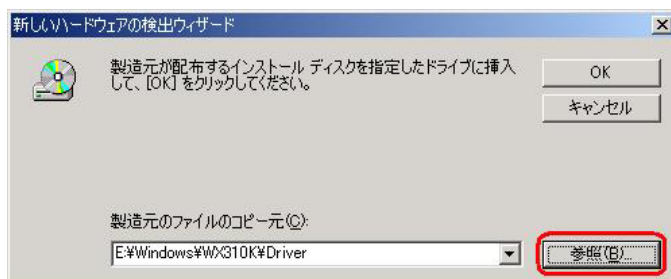 新しいハードウェアの検出ウィザード
製造元が配布するインストール ディスクを指定したドライブに挿入
して、[OK] をクリックしてください。
OK
キャンセル
製造元のファイルのコピー元(C):
E:¥Windows¥WX310K¥Driver
参照(B)...